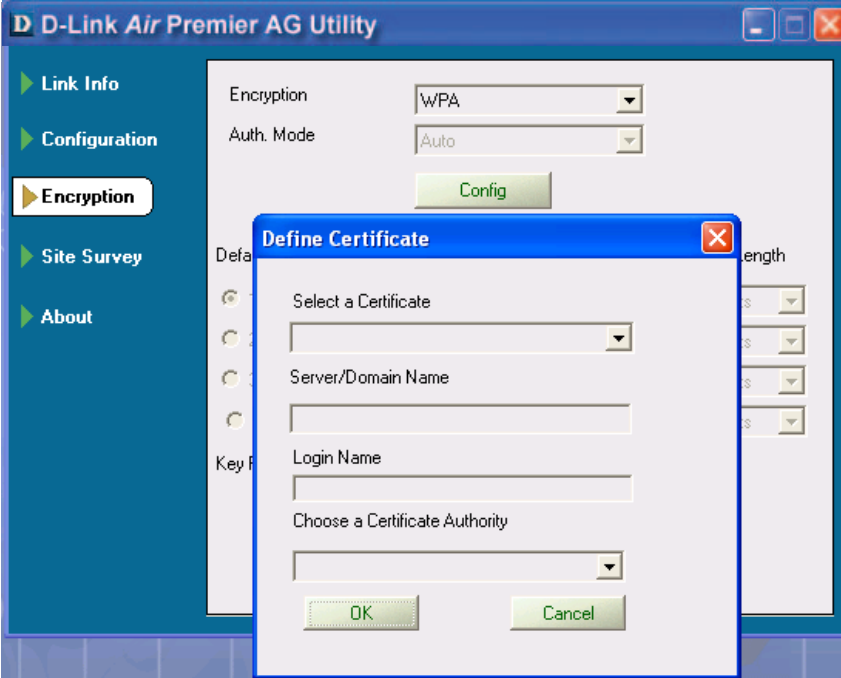 D D-Link Air Premier AG Utility
Link Info
Configuration
Encryption
Site Survey
About
Encryption
WPA
Auth. Mode
Auto
Config
Define Certificate
Select a Certificate
Server/Domain Name
Login Name
Choose a Certificate Authority
OK
Cancel
Key